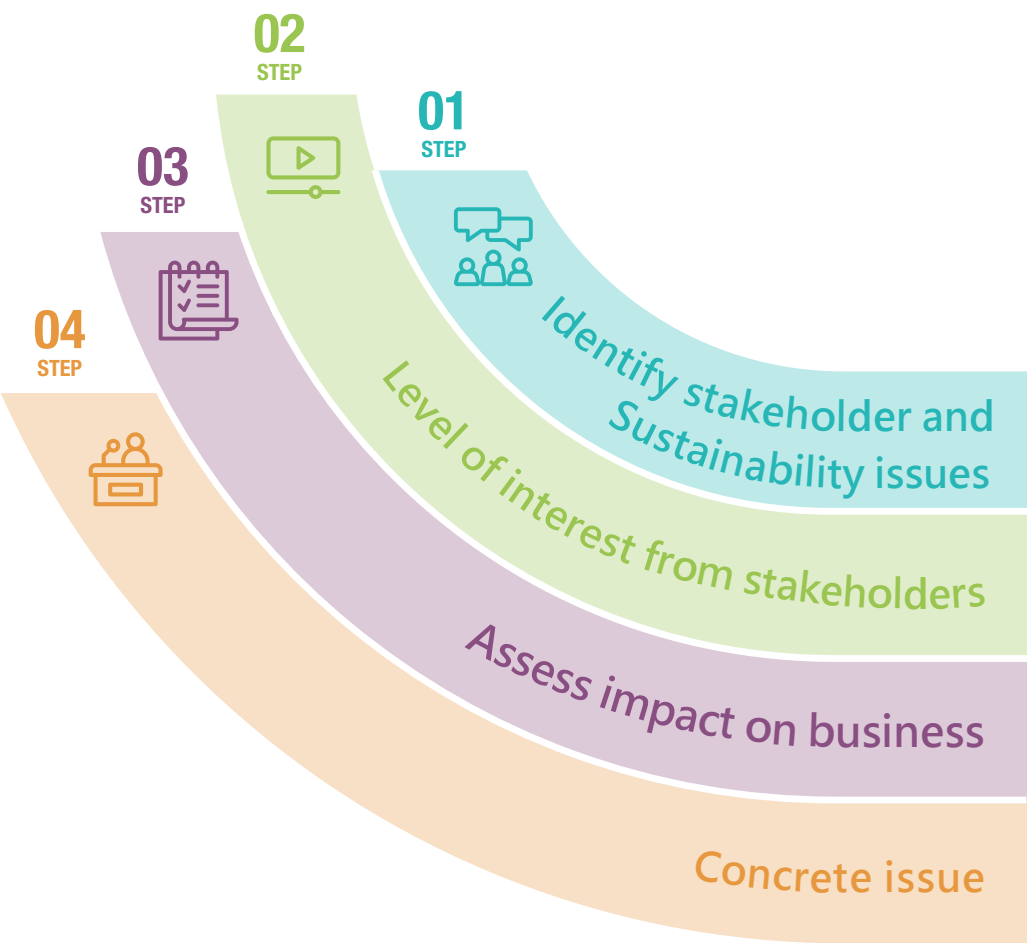 01
STEP
Identify stakeholder and
Sustainability issues
02
STEP
Level of interest from stakeholders
03
STEP
Assess impact on business
04
STEP
Concrete issue